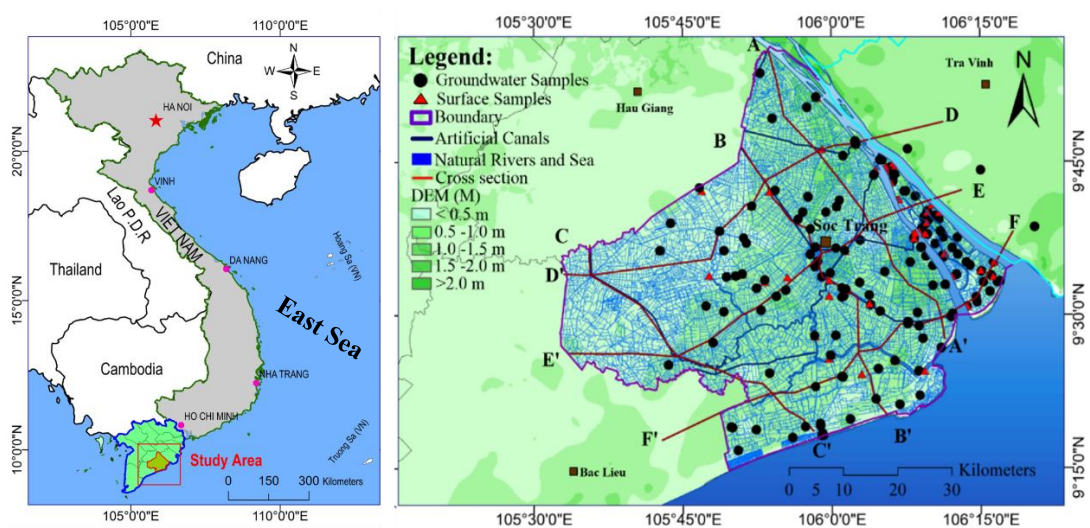 105°0'0"E
110°0'0"E
China
N
W
E
S
HA NOI
20°0'0"N
VINH
Lao P.D.R
VIETNAM
Hoang Sa (VN)
Thailand
DA NANG
15°0'0"N
East Sea
Cambodia
NHA TRANG
HO CHI MINH
10°0'0"N
Study Area
Truong Sa (VN)
0
150
300
Kilometers
105°0'0"E
110°0'0"E
105°30'0"E
105°45'0"E
106°0'0"E
106°15'0"E
Legend:
Groundwater Samples
Surface Samples
Boundary
Artificial Canals
Natural Rivers and Sea
Cross section
DEM (M)
< 0.5 m
0.5 -1.0 m
1.0 -1.5 m
1.5 -2.0 m
>2.0 m
A
Hau Giang
Tra Vinh
N
B
D
9°45'0"N
E
C
Soc Trang
F
D'
9°30'0"N
E'
A'
F'
B'
C'
Bac Lieu
Kilometers
0
5
10
20
30
9°15'0"N
105°30'0"E
105°45'0"E
106°0'0"E
106°15'0"E